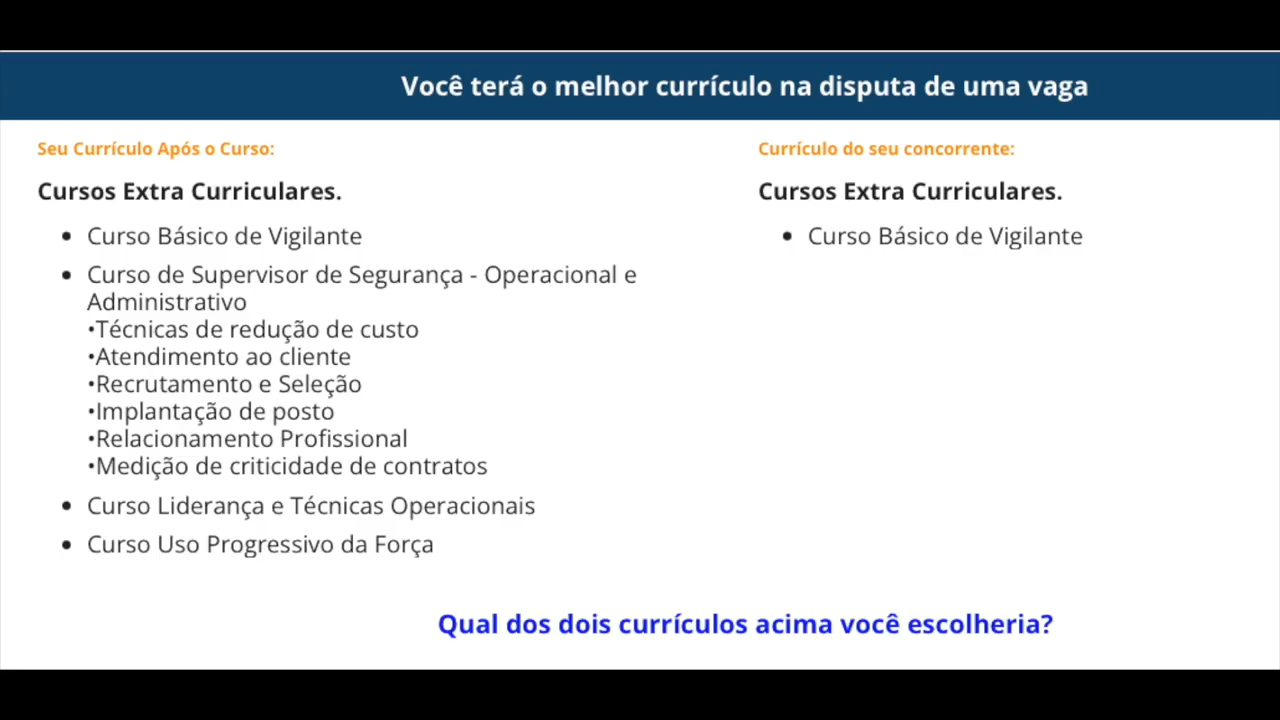 Você terá o melhor currículo na disputa de uma vaga
Seu Currículo Após o Curso:
Cursos Extra Curriculares.
• Curso Básico de Vigilante
• Curso de Supervisor de Segurança - Operacional e
Administrativo
•Técnicas de redução de custo
•Atendimento ao cliente
•Recrutamento e Seleção
•Implantação de posto
•Relacionamento Profissional
•Medição de criticidade de contratos
• Curso Liderança e Técnicas Operacionais
• Curso Uso Progressivo da Força
Currículo do seu concorrente:
Cursos Extra Curriculares.
• Curso Básico de Vigilante
Qual dos dois currículos acima você escolheria?